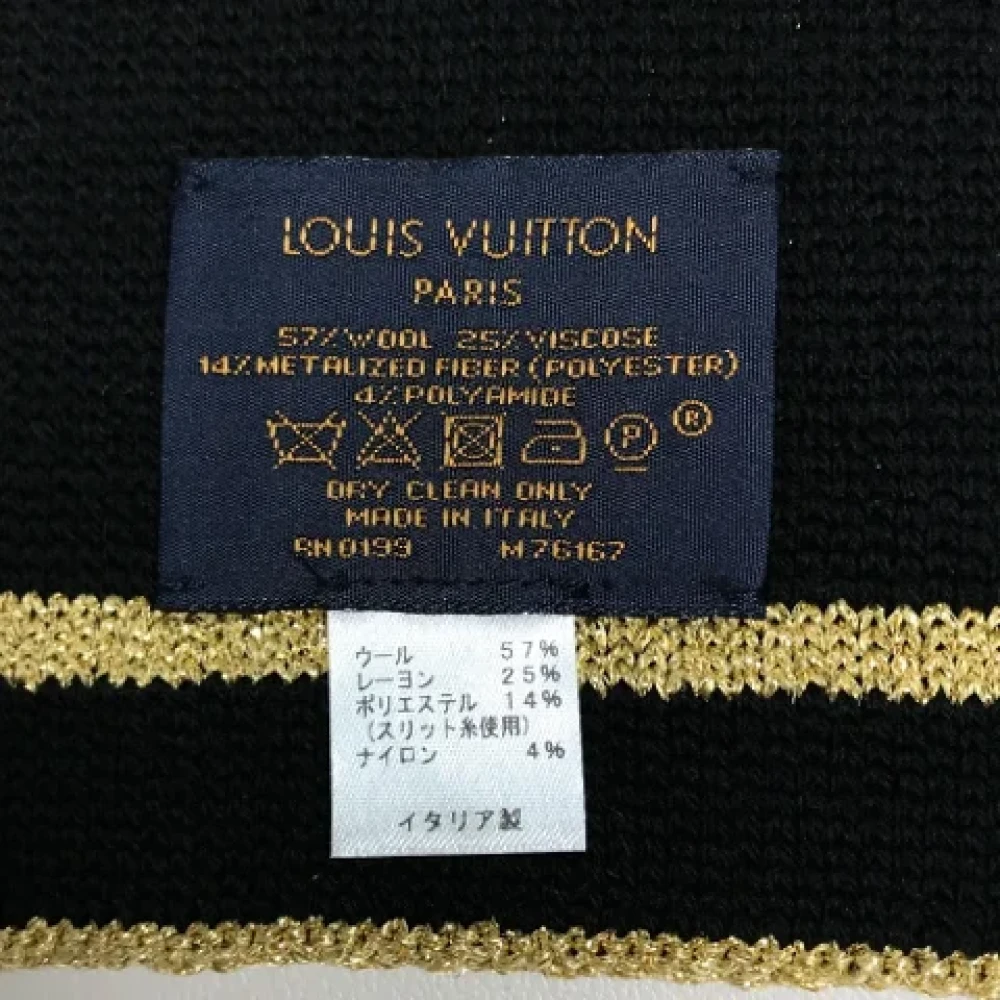 LOUIS VUITTON
PARIS
57% WOOL 25% VISCOSE
14% METALIZED FIBER (POLYESTER)
4% POLYAMIDE
P ®
DRY CLEAN ONLY
MADE IN ITALY
RN0199 M76167
ウール 57%
レーヨン 25%
ポリエステル 14%
(スリット糸使用)
ナイロン 4%
イタリア製